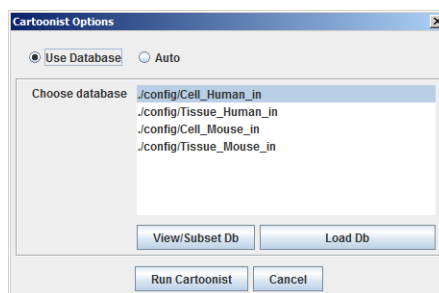 Cartoonist Options
Use Database Auto
Choose database ./config/Cell_Human_in
./config/Tissue_Human_in
./config/Cell_Mouse_in
./config/Tissue_Mouse_in
View/Subset Db Load Db
Run Cartoonist Cancel